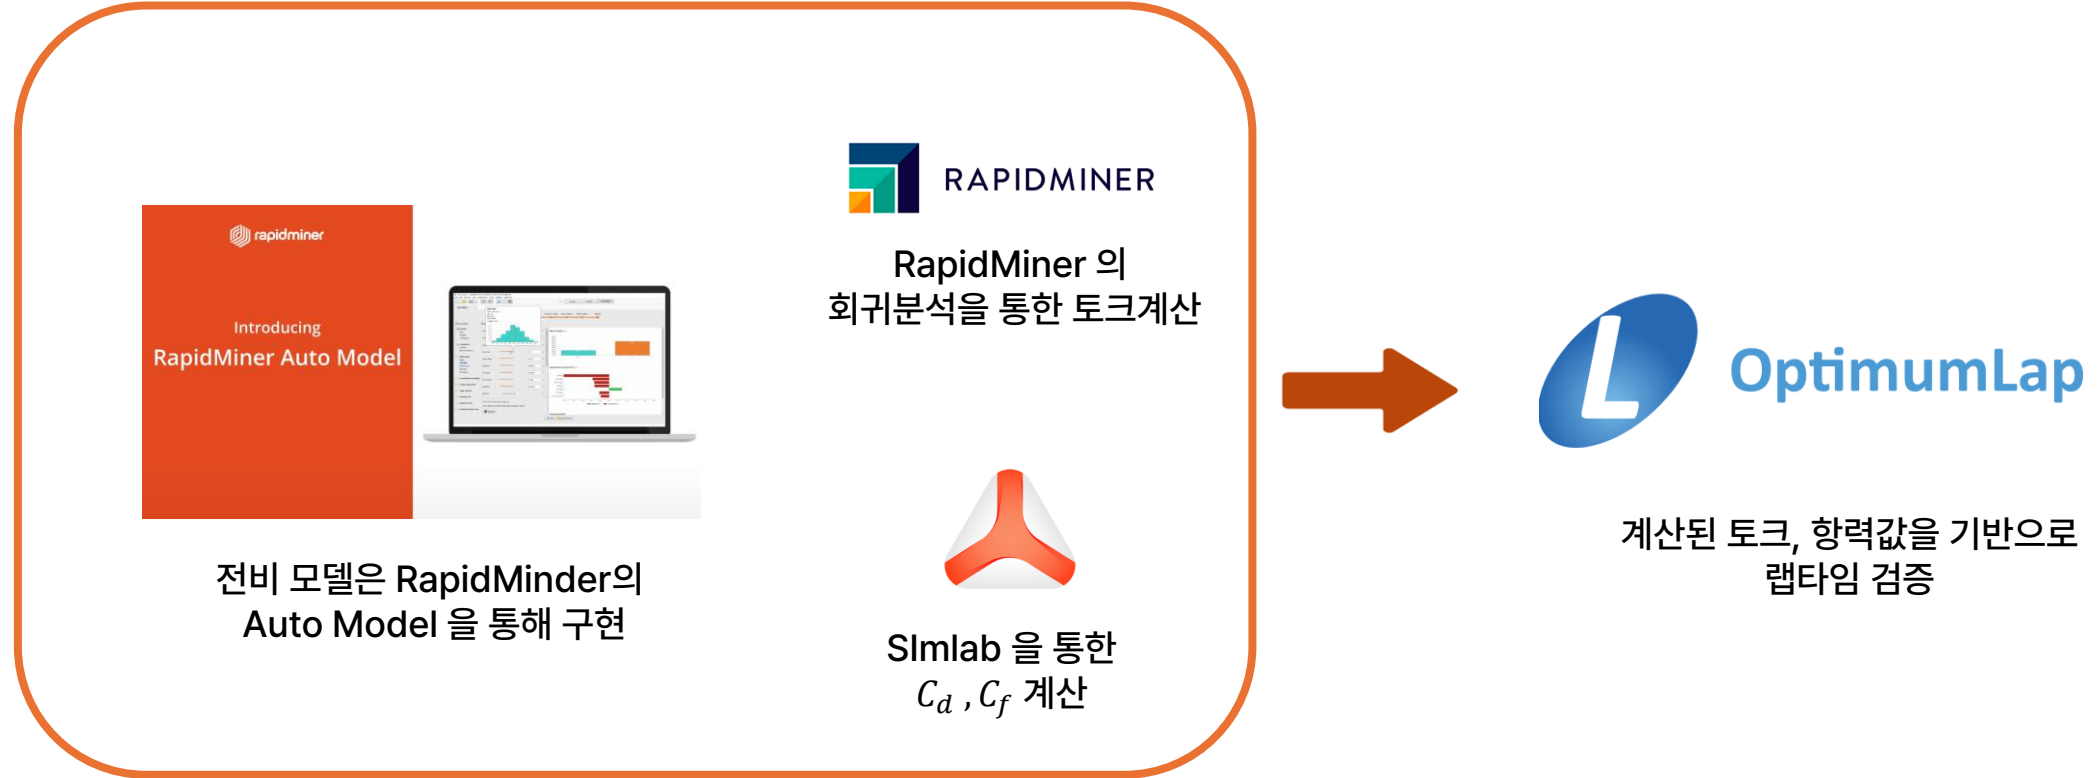 rapidminer
Introducing
RapidMiner Auto Model
전비 모델은 RapidMinder의
Auto Model 을 통해 구현
RAPIDMINER
RapidMiner 의
회귀분석을 통한 토크계산
SImlab 을 통한
C_d , C_f 계산
L OptimumLap
계산된 토크, 항력값을 기반으로
랩타임 검증